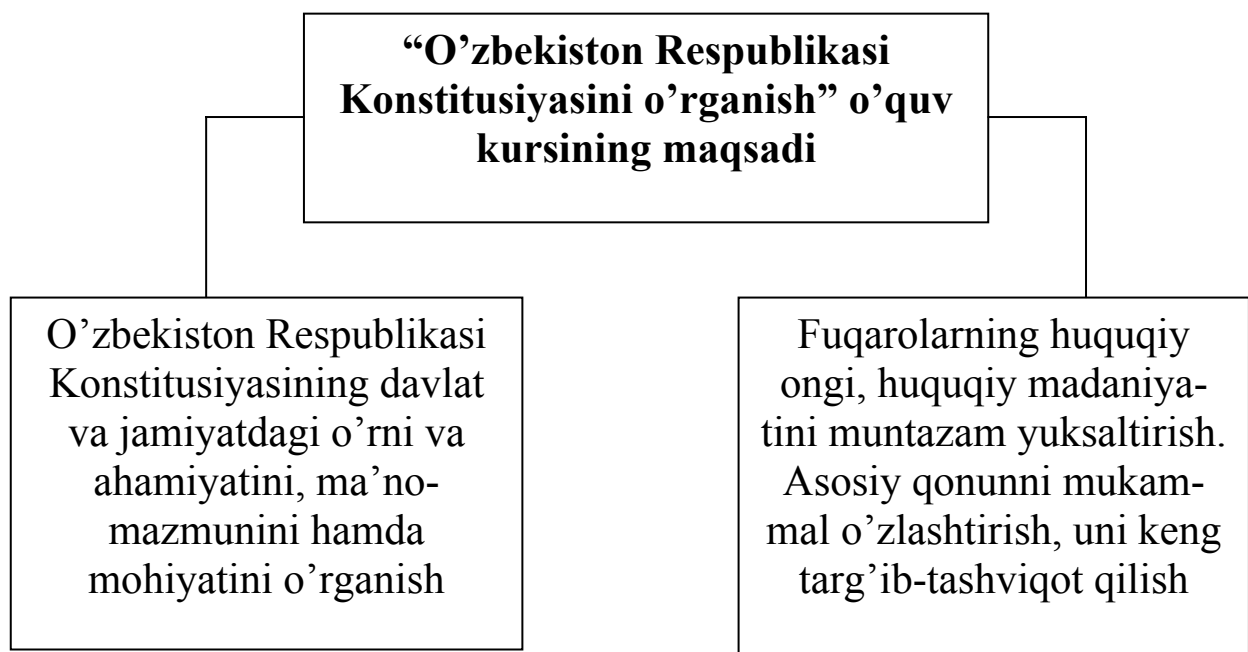 “O’zbekiston Respublikasi
Konstitusiyasini o’rganish” o’quv
kursining maqsadi
O’zbekiston Respublikasi
Konstitusiyasining davlat
va jamiyatdagi o’rni va
ahamiyatini, ma’no-
mazmunini hamda
mohiyatini o’rganish
Fuqarolarning huquqiy
ongi, huquqiy madaniya-
tini muntazam yuksaltirish.
Asosiy qonunni mukam-
mal o’zlashtirish, uni keng
targ’ib-tashviqot qilish